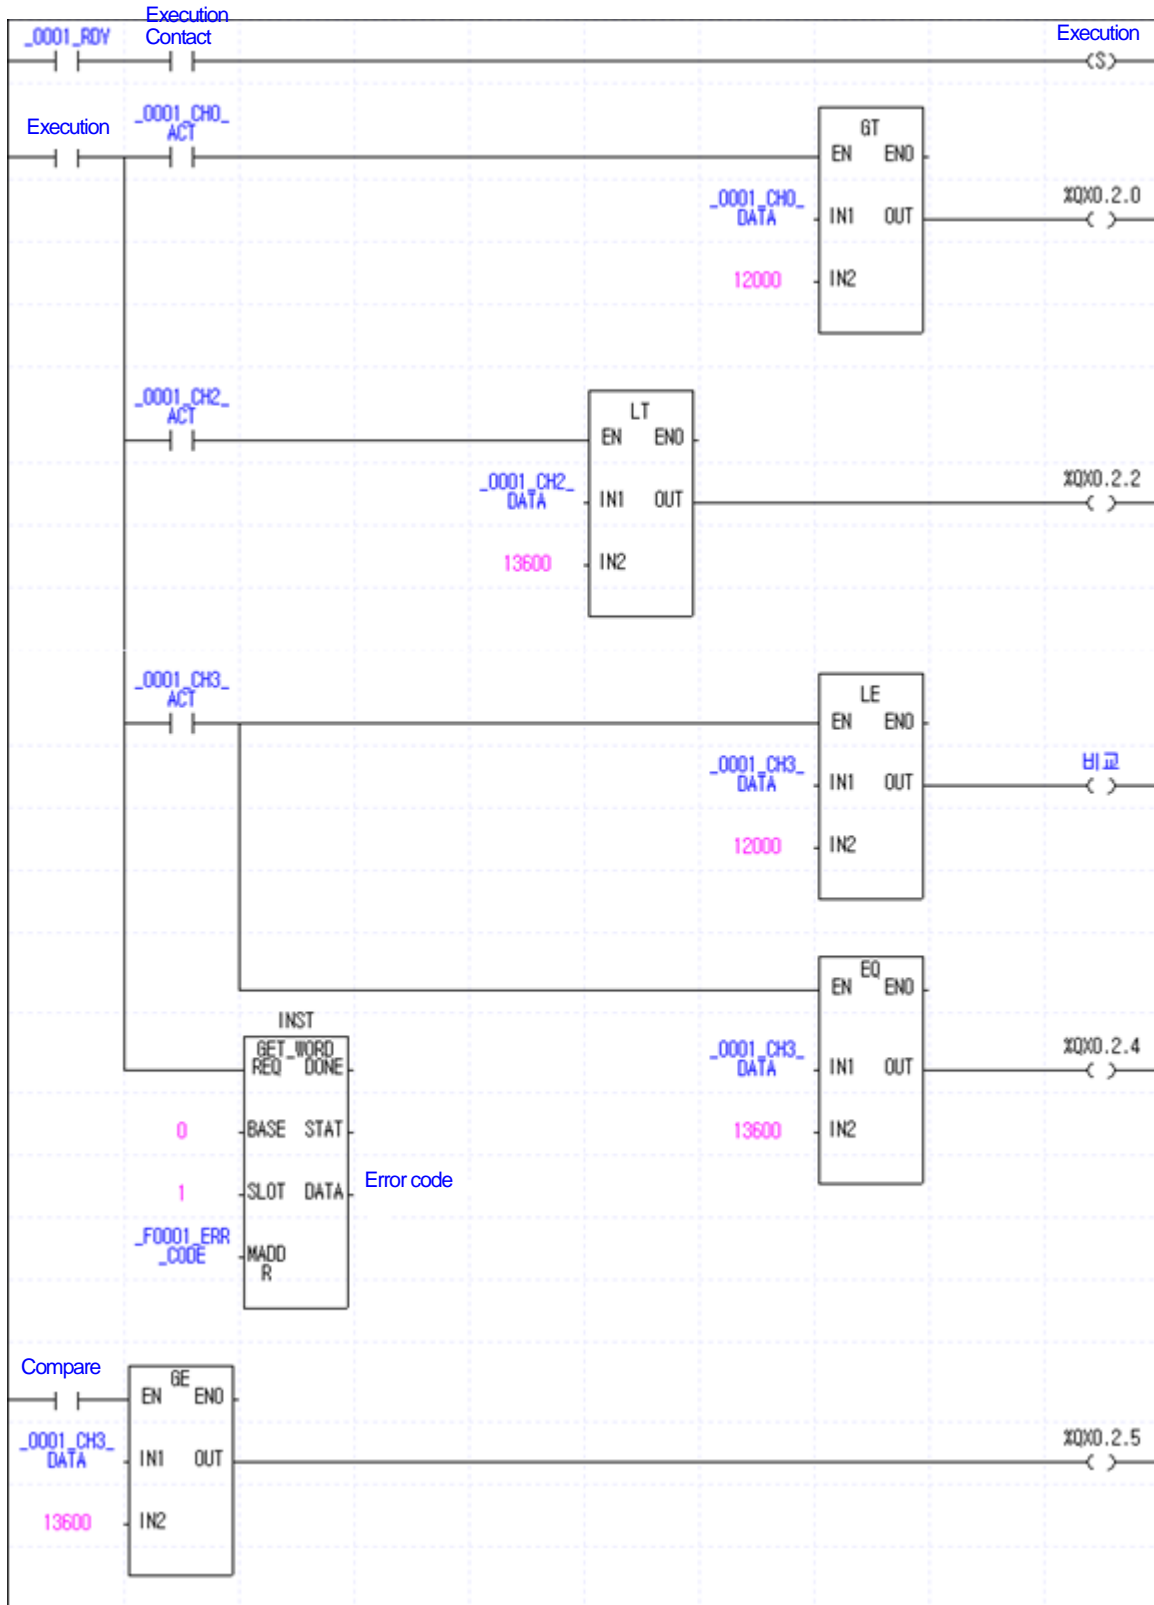 Execution
_0001_RDY Contact Execution
(S)
Execution _0001_CH0_
ACT
GT
EN ENO
_0001_CH0_
DATA IN1 OUT %QX0.2.0
12000 IN2
_0001_CH2_
ACT
LT
EN ENO
_0001_CH2_
DATA IN1 OUT %QX0.2.2
13600 IN2
_0001_CH3_
ACT
LE
EN ENO
_0001_CH3_
DATA IN1 OUT 비교
12000 IN2
EQ
EN ENO
INST
GET_WORD
REQ DONE
_0001_CH3_
DATA IN1 OUT %QX0.2.4
0 BASE STAT 13600 IN2
1 SLOT DATA Error code
_F0001_ERR
_CODE MADD
R
Compare GE
EN ENO
_0001_CH3_
DATA IN1 OUT %QX0.2.5
13600 IN2